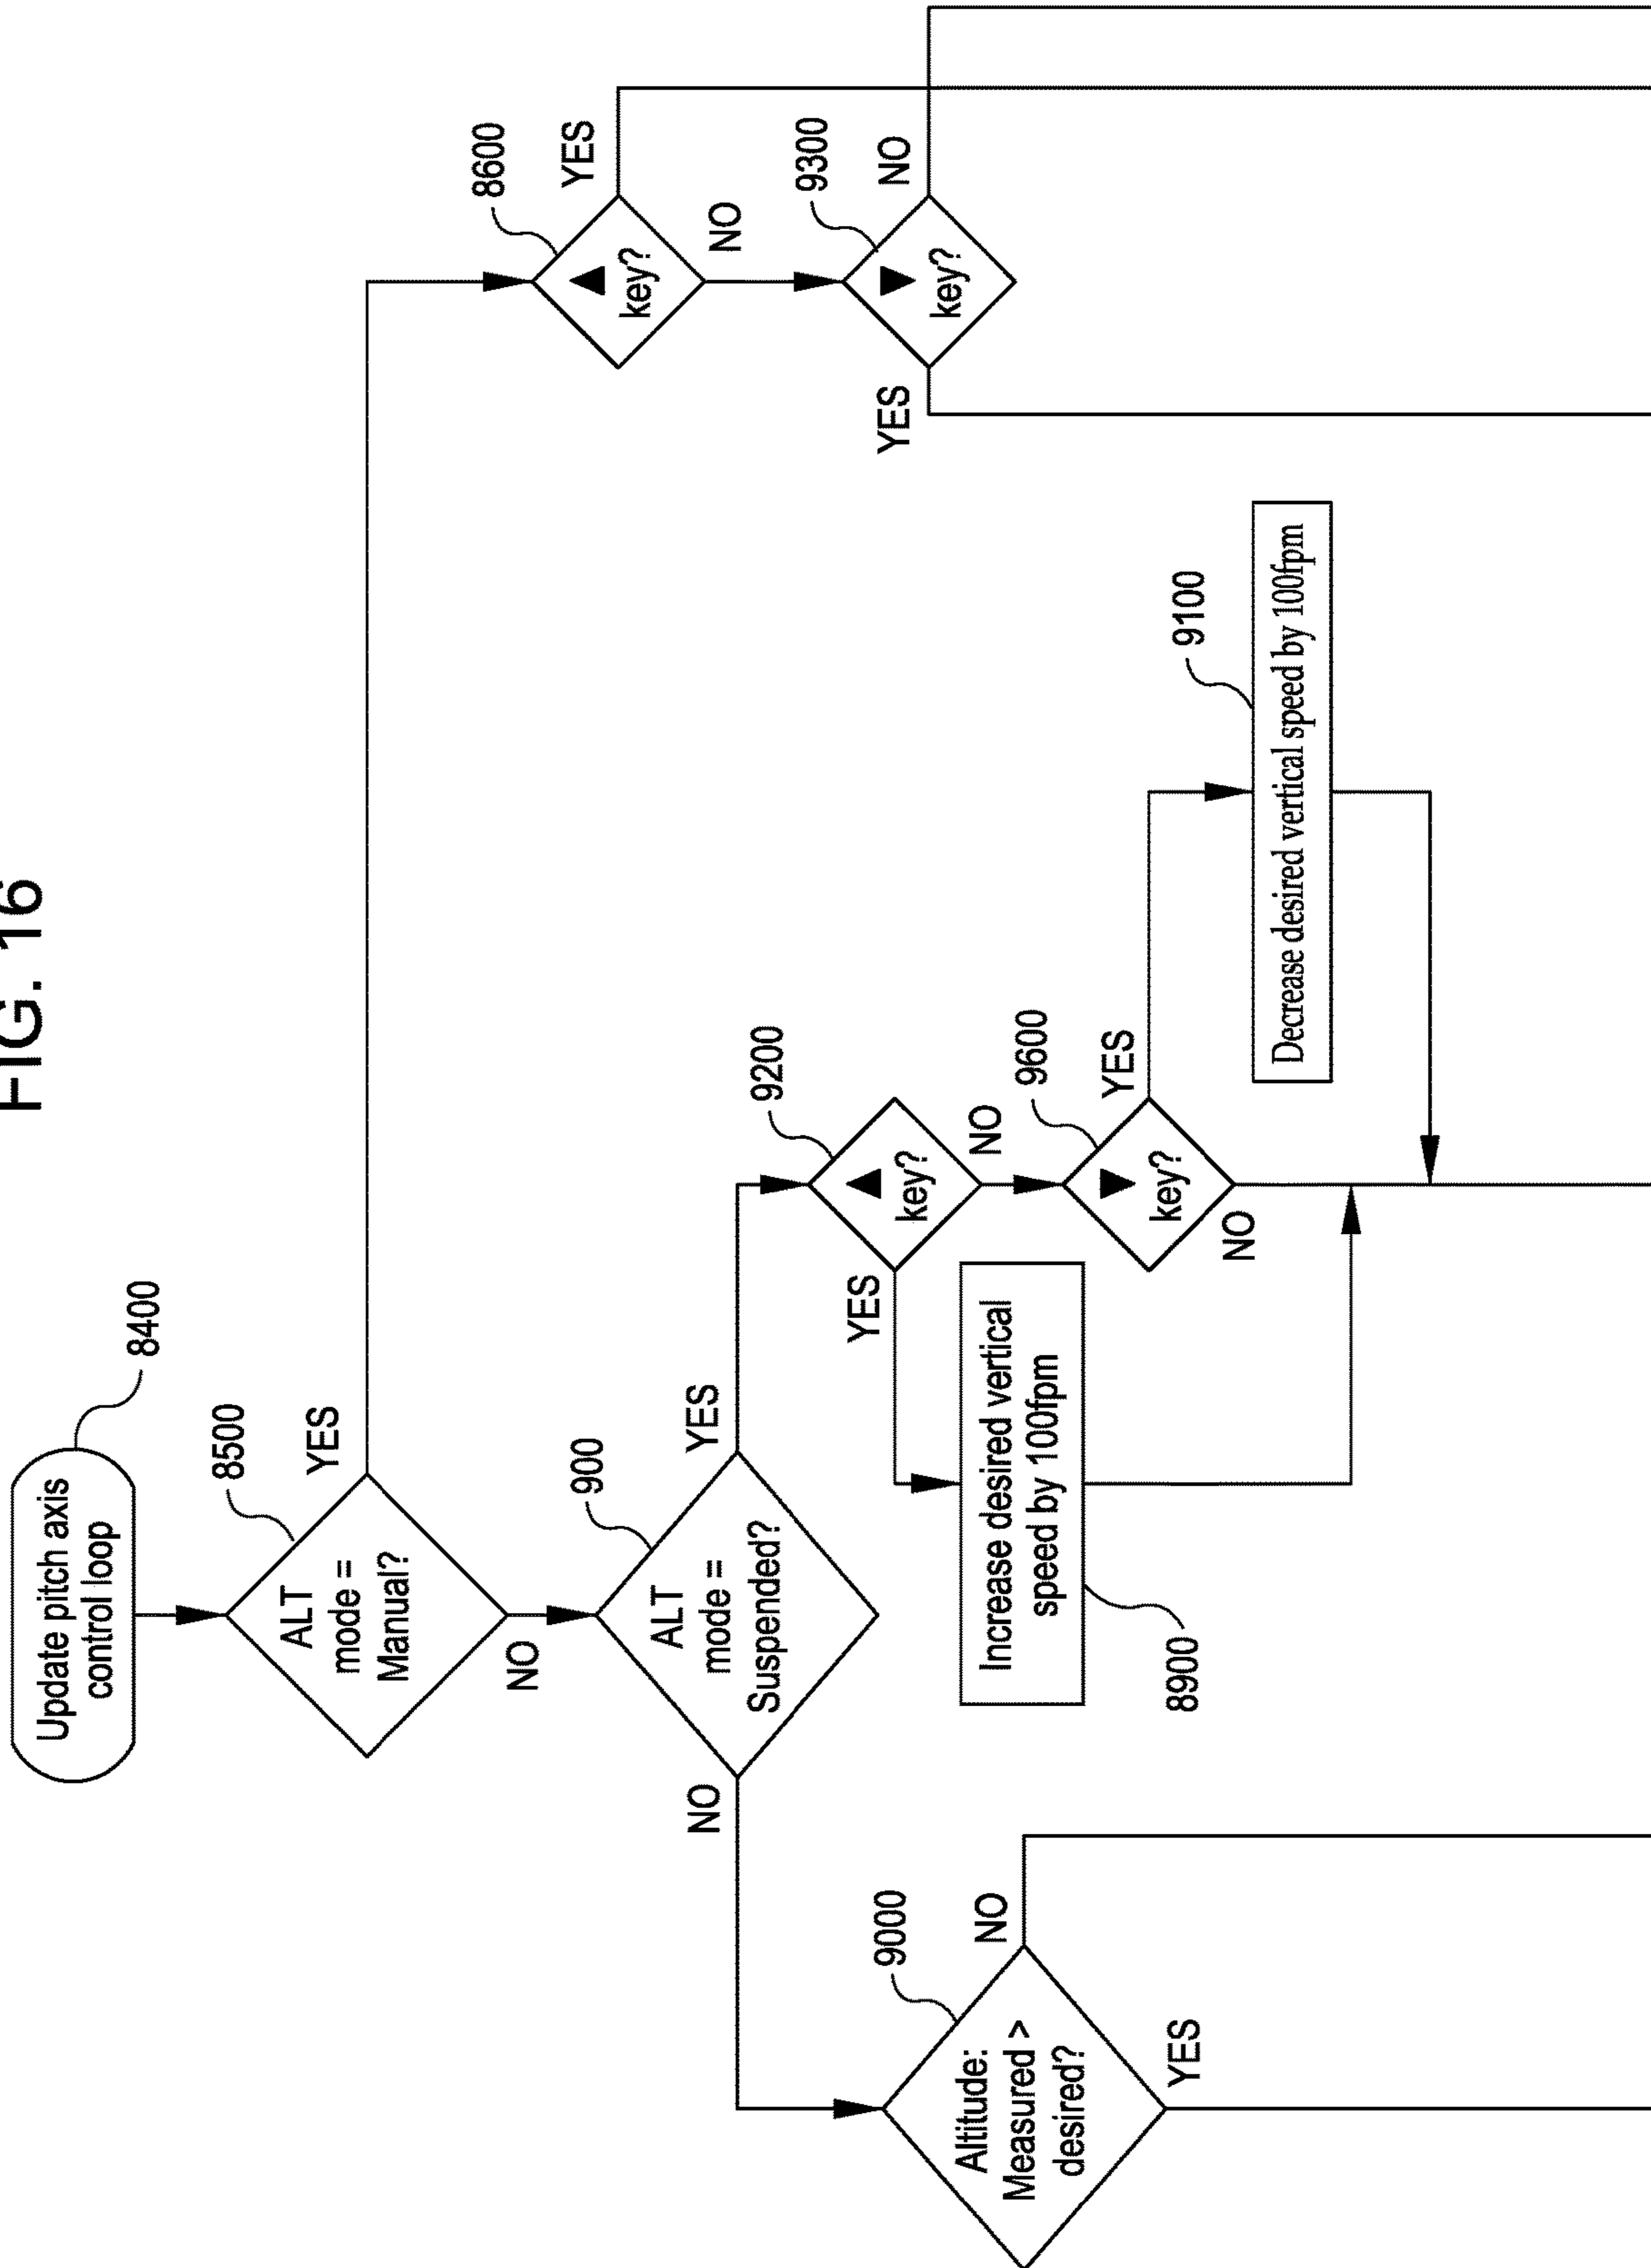 FIG. 16
Update pitch axis
control loop
8400
ALT
mode =
Manual?
8500
YES
NO
ALT
mode =
Suspended?
900
YES
NO
▲
key?
8600
YES
NO
▼
key?
9300
NO
YES
▲
key?
9200
YES
NO
▼
key?
9600
YES
NO
Increase desired vertical
speed by 100fpm
8900
Decrease desired vertical speed by 100fpm
9100
Altitude:
Measured >
desired?
9000
NO
YES